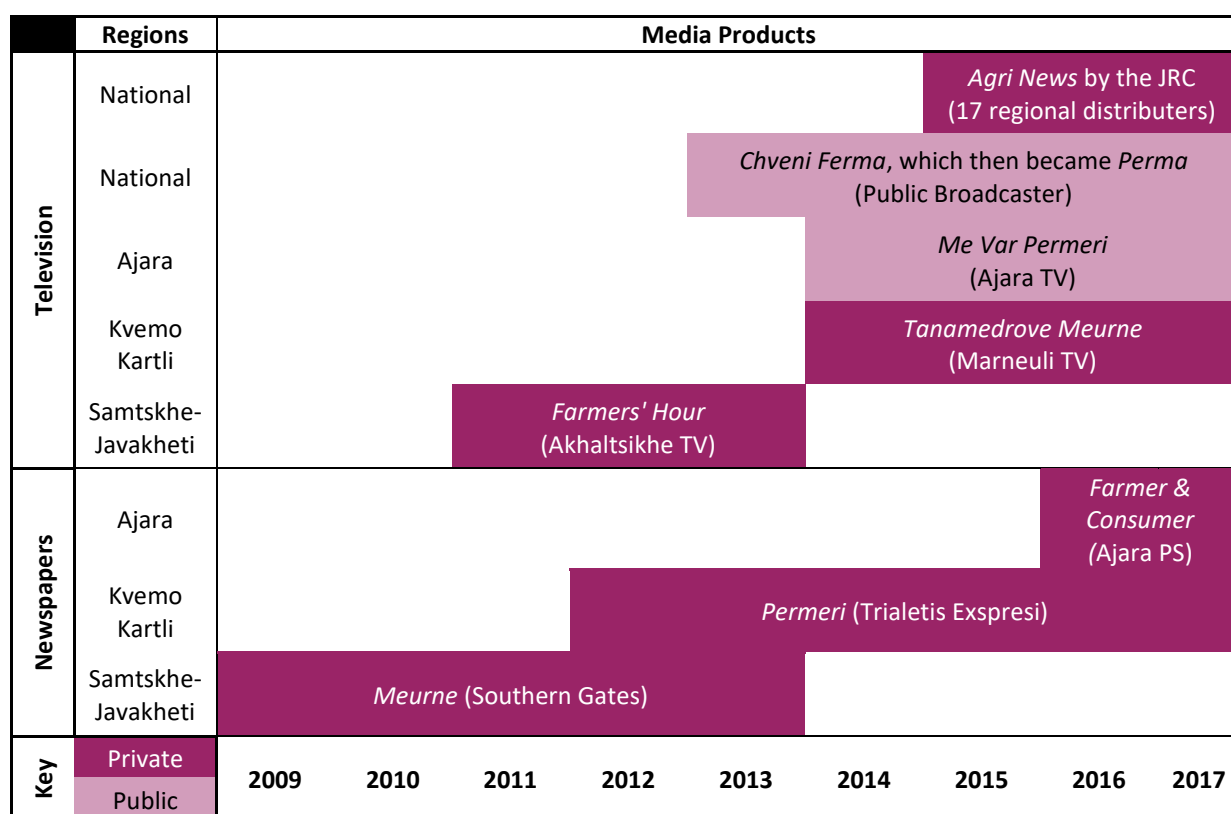 Regions
Media Products
Television
National
Agri News by the JRC
(17 regional distributers)
National
Chveni Ferma, which then became Perma
(Public Broadcaster)
Ajara
Me Var Permeri
(Ajara TV)
Kvemo
Kartli
Tanamedrove Meurne
(Marneuli TV)
Samtskhe-
Javakheti
Farmers' Hour
(Akhaltsikhe TV)
Newspapers
Ajara
Farmer &
Consumer
(Ajara PS)
Kvemo
Kartli
Permeri (Trialetis Exspresi)
Samtskhe-
Javakheti
Meurne (Southern Gates)
Key
Private
Public
2009 2010 2011 2012 2013 2014 2015 2016 2017